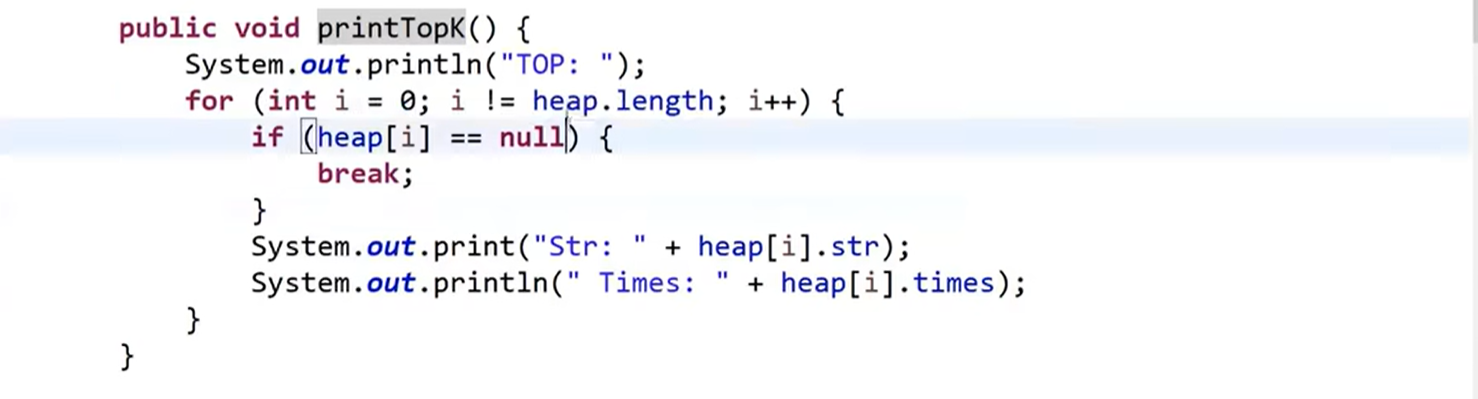 public void printTopK() {
System.out.println("TOP: ");
for (int i = 0; i != heap.length; i++) {
if (heap[i] == null) {
break;
}
System.out.print("Str: " + heap[i].str);
System.out.println(" Times: " + heap[i].times);
}
}